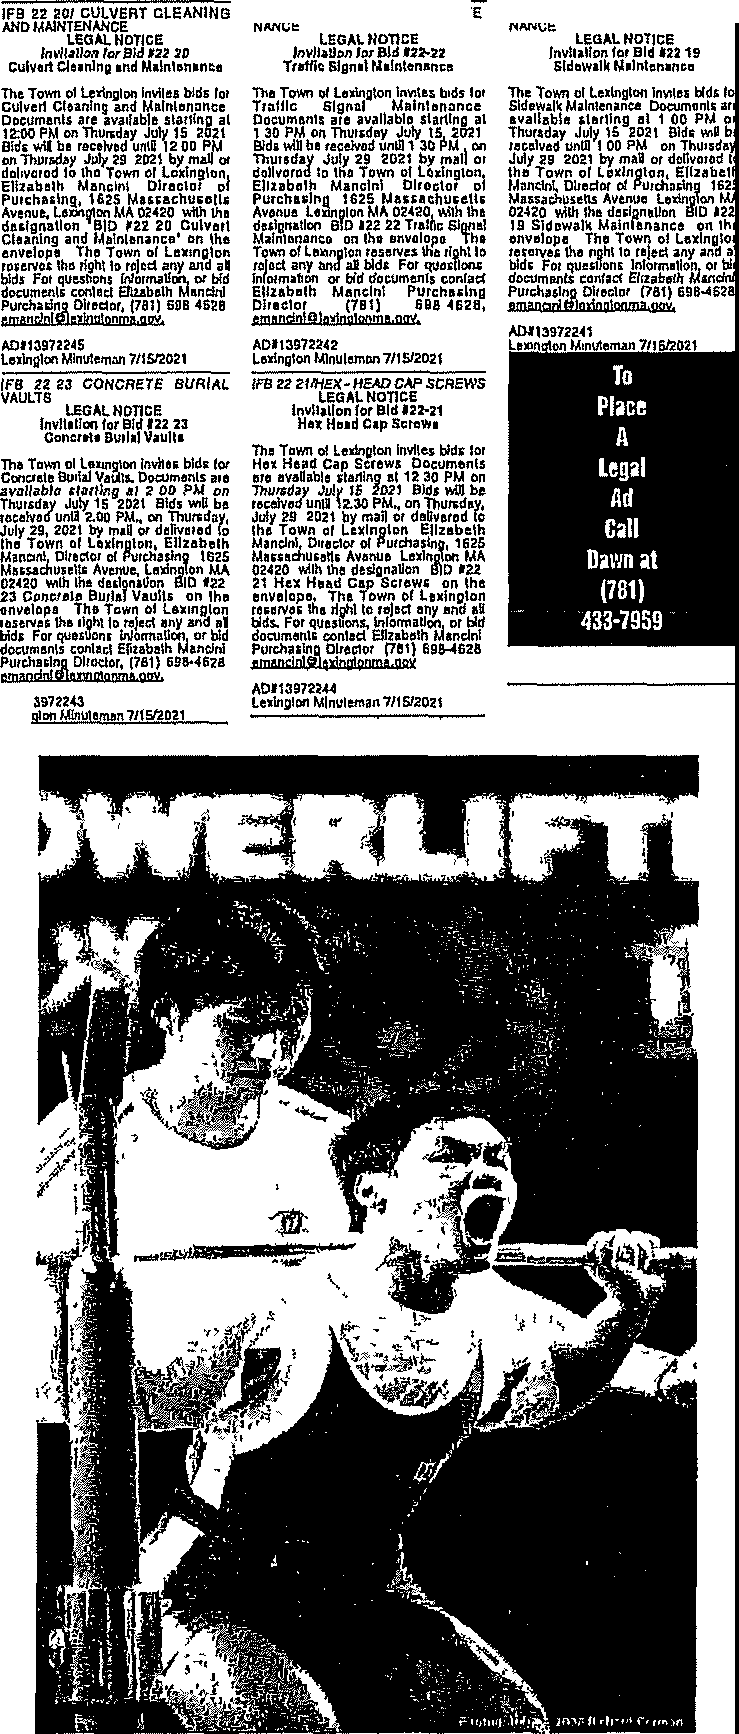 IFB 22 20/ CULVERT CLEANING
AND MAINTENANCE
LEGAL NOTICE
Invitation for Bid #22 20
Culvert Cleaning and Maintenance
The Town of Lexington invites bids for
Culvert Cleaning and Maintenance
Documents are available starting at
12:00 PM on Thursday July 15 2021
Bids will be received until 12 00 PM
on Thursday July 29 2021 by mail or
delivered to the Town of Lexington,
Elizabeth Mancini Director of
Purchasing, 1625 Massachusetts
Avenue, Lexington MA 02420 with the
designation "BID #22 20 Culvert
Cleaning and Maintenance" on the
envelope The Town of Lexington
reserves the right to reject any and all
bids For questions information, or bid
documents contact Elizabeth Mancini
Purchasing Director, (781) 698 4628
emancini@lexingtonma.gov.
AD#13972245
Lexington Minuteman 7/15/2021
IFB 22 23 CONCRETE BURIAL
VAULTS
LEGAL NOTICE
Invitation for Bid #22 23
Concrete Burial Vaults
The Town of Lexington invites bids for
Concrete Burial Vaults. Documents are
available starting at 2 00 PM on
Thursday July 15 2021 Bids will be
received until 2.00 PM., on Thursday,
July 29, 2021 by mail or delivered to
the Town of Lexington, Elizabeth
Mancini, Director of Purchasing 1625
Massachusetts Avenue, Lexington MA
02420 with the designation BID #22
23 Concrete Burial Vaults on the
envelope The Town of Lexington
reserves the right to reject any and all
bids For questions information, or bid
documents contact Elizabeth Mancini
Purchasing Director, (781) 698-4628
emancini@lexingtonma.gov.
3972243
gton Minuteman 7/15/2021
E
NANCE
LEGAL NOTICE
Invitation for Bid #22-22
Traffic Signal Maintenance
The Town of Lexington invites bids for
Traffic Signal Maintenance
Documents are available starting at
1 30 PM on Thursday July 15, 2021
Bids will be received until 1 30 PM , on
Thursday July 29 2021 by mail or
delivered to the Town of Lexington,
Elizabeth Mancini Director of
Purchasing 1625 Massachusetts
Avenue Lexington MA 02420, with the
designation BID #22 22 Traffic Signal
Maintenance on the envelope The
Town of Lexington reserves the right to
reject any and all bids For questions
information or bid documents contact
Elizabeth Mancini Purchasing
Director (781) 698 4628,
emancini@lexingtonma.gov.
AD#13972242
Lexington Minuteman 7/15/2021
IFB 22 21/HEX - HEAD CAP SCREWS
LEGAL NOTICE
Invitation for Bid #22-21
Hex Head Cap Screws
The Town of Lexington invites bids for
Hex Head Cap Screws Documents
are available starting at 12 30 PM on
Thursday July 15 2021 Bids will be
received until 12.30 PM., on Thursday,
July 29 2021 by mail or delivered to
the Town of Lexington Elizabeth
Mancini, Director of Purchasing, 1625
Massachusetts Avenue Lexington MA
02420 with the designation BID #22
21 Hex Head Cap Screws on the
envelope, The Town of Lexington
reserves the right to reject any and all
bids. For questions, information, or bid
documents contact Elizabeth Mancini
Purchasing Director (781) 698-4628
emancini@lexingtonma.gov
AD#13972244
Lexington Minuteman 7/15/2021
NANCE
LEGAL NOTICE
Invitation for Bid #22 19
Sidewalk Maintenance
The Town of Lexington invites bids fo
Sidewalk Maintenance Documents are
available starting at 1 00 PM or
Thursday July 15 2021 Bids will be
received until 1 00 PM on Thursday
July 29 2021 by mail or delivered to
the Town of Lexington, Elizabeth
Mancini, Director of Purchasing 1625
Massachusetts Avenue Lexington MA
02420 with the designation BID #22
19 Sidewalk Maintenance on the
envelope The Town of Lexington
reserves the right to reject any and al
bids For questions information, or bid
documents contact Elizabeth Mancini
Purchasing Director (781) 698-4628
emancini@lexingtonma.gov.
AD#13972241
Lexington Minuteman 7/15/2021
To
Place
A
Legal
Ad
Call
Dawn at
(781)
433-7959
OWERLIFT